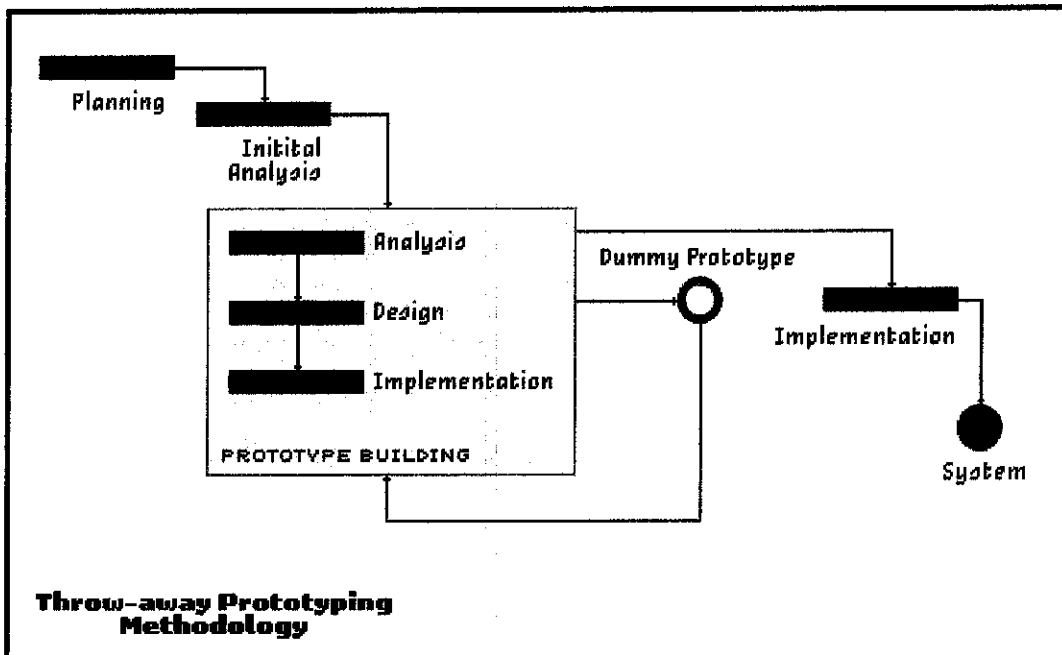 Planning
Initital
Analysis
Analysis
Dummy Prototype
Design
Implementation
Implementation
PROTOTYPE BUILDING
System
Throw-away Prototyping
Methodology